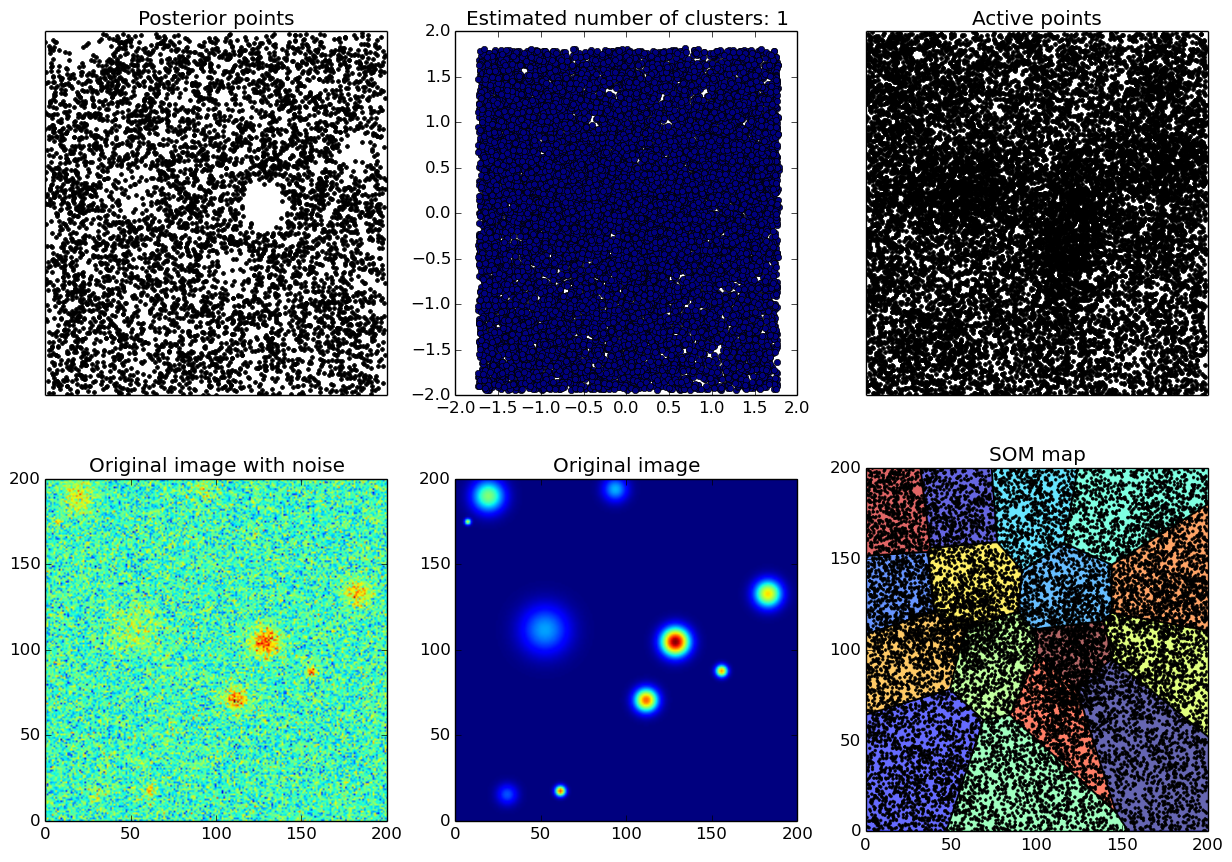 Posterior points
Estimated number of clusters: 1
Active points
2.0
1.5
1.0
0.5
0.0
−0.5
−1.0
−1.5
−2.0
−2.0 −1.5 −1.0 −0.5 0.0 0.5 1.0 1.5 2.0
Original image with noise
Original image
SOM map
200
150
100
50
0
0 50 100 150 200
200
150
100
50
0
0 50 100 150 200
200
150
100
50
0
0 50 100 150 200